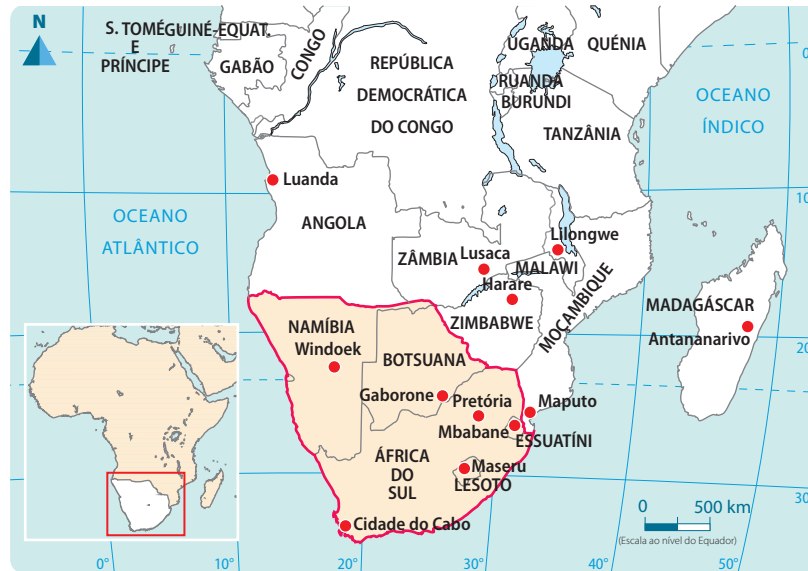 N
S. TOMÉ
E
PRÍNCIPE
GUINÉ-EQUAT.
GABÃO
CONGO
REPÚBLICA
DEMOCRÁTICA
DO CONGO
UGANDA
QUÉNIA
RUANDA
BURUNDI
TANZÂNIA
OCEANO
ÍNDICO
0°
Luanda
ANGOLA
OCEANO
ATLÂNTICO
10°
ZÂMBIA
Lusaca
Lilongwe
MALAWI
Harare
ZIMBABWE
MOÇAMBIQUE
MADAGÁSCAR
Antananarivo
20°
NAMÍBIA
Windoek
BOTSUANA
Gaborone
Pretória
Maputo
Mbabane
ESSUATÍNI
ÁFRICA
DO
SUL
Maseru
LESOTO
Cidade do Cabo
30°
0 500 km
(Escala ao nível do Equador)
0° 10° 20° 30° 40° 50°